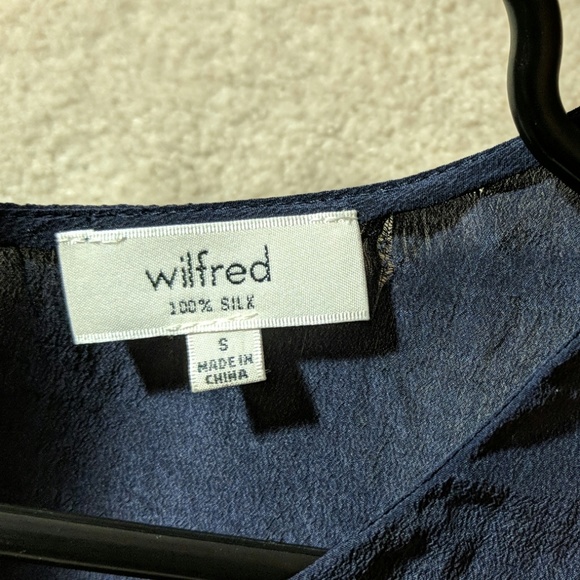 wilfred
100% SILK
S
MADE IN
CHINA